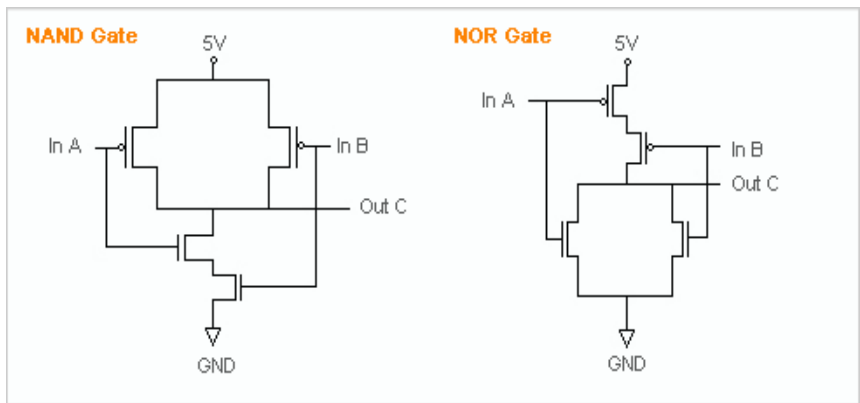 NAND Gate
5V
In A
In B
Out C
GND
NOR Gate
5V
In A
In B
Out C
GND